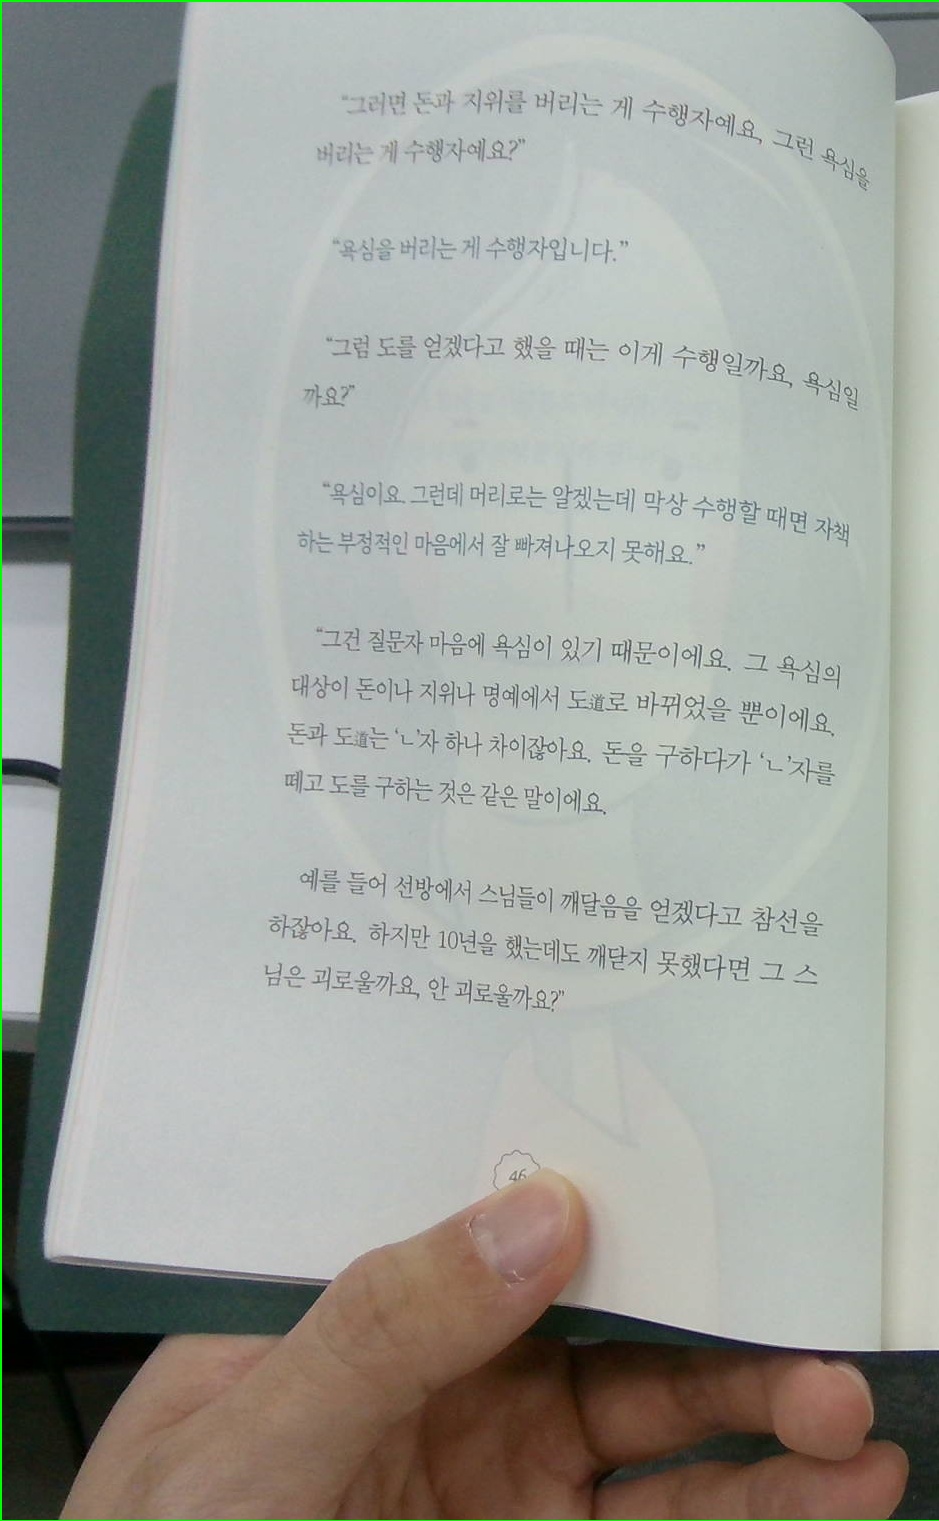 “그러면 돈과 지위를 버리는 게 수행자예요, 그런 욕심을
버리는 게 수행자예요?”
“욕심을 버리는 게 수행자입니다.”
“그럼 도를 얻겠다고 했을 때는 이게 수행일까요, 욕심일
까요?”
“욕심이요. 그런데 머리로는 알겠는데 막상 수행할 때면 자책
하는 부정적인 마음에서 잘 빠져나오지 못해요.”
“그건 질문자 마음에 욕심이 있기 때문이에요. 그 욕심의
대상이 돈이나 지위나 명예에서 도道로 바뀌었을 뿐이에요.
돈과 도道는 ‘ㄴ’자 하나 차이잖아요. 돈을 구하다가 ‘ㄴ’자를
떼고 도를 구하는 것은 같은 말이에요.
예를 들어 선방에서 스님들이 깨달음을 얻겠다고 참선을
하잖아요. 하지만 10년을 했는데도 깨닫지 못했다면 그 스
님은 괴로울까요, 안 괴로울까요?”
46